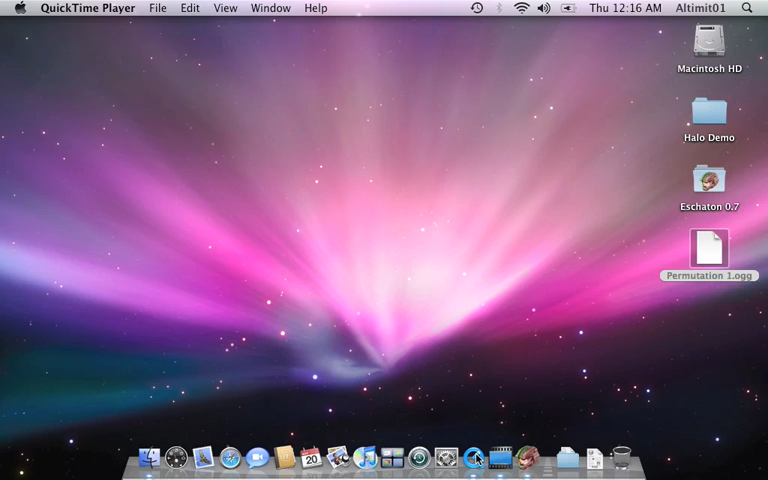 QuickTime Player File Edit View Window Help Thu 12:16 AM Altimit01
Macintosh HD
Halo Demo
Eschaton 0.7
Permutation 1.ogg
20